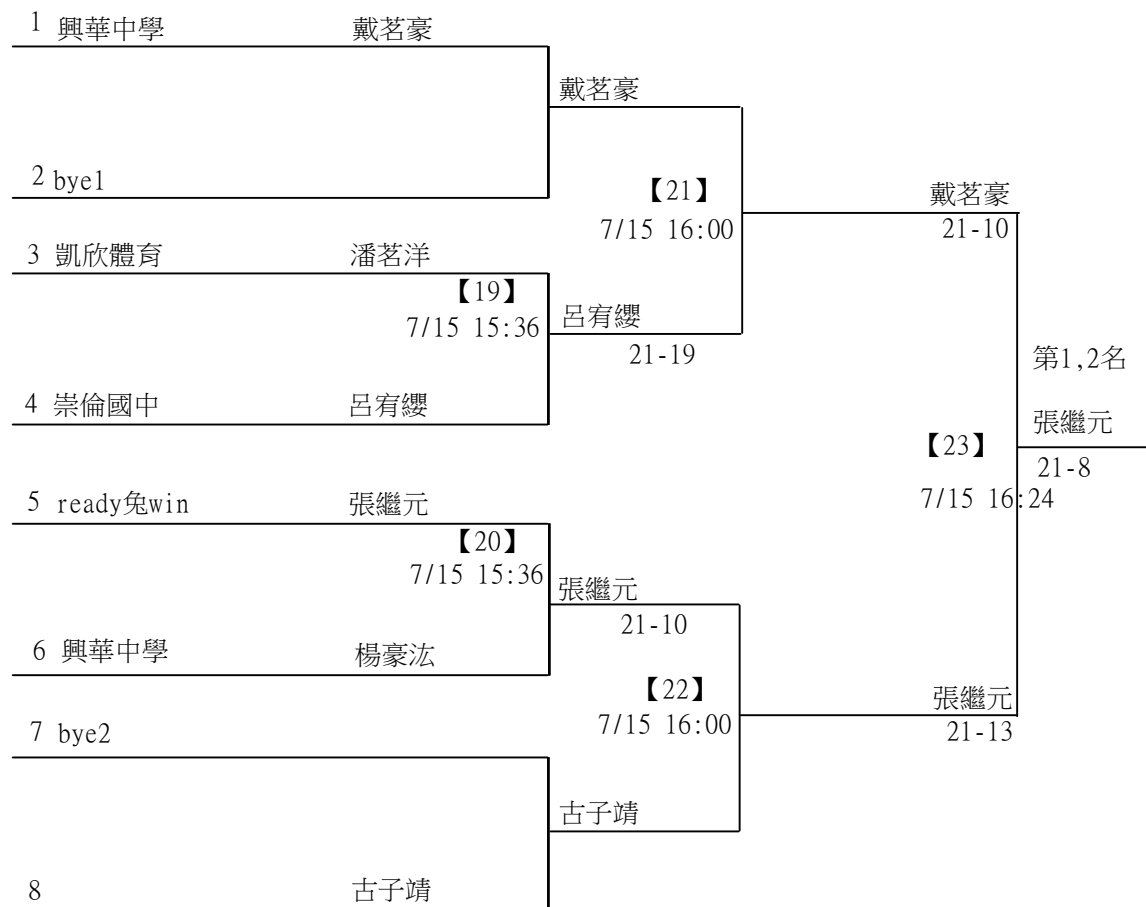 1 興華中學 戴茗豪
戴茗豪
2 bye1
【21】
戴茗豪
7/15 16:00
21-10
3 凱欣體育 潘茗洋
【19】
7/15 15:36
呂宥纓
21-19
第1,2名
4 崇倫國中 呂宥纓
張繼元
【23】
21-8
7/15 16:24
5 ready兔win 張繼元
【20】
7/15 15:36
張繼元
21-10
6 興華中學 楊豪汯
【22】
張繼元
7/15 16:00
21-13
7 bye2
古子靖
8 古子靖